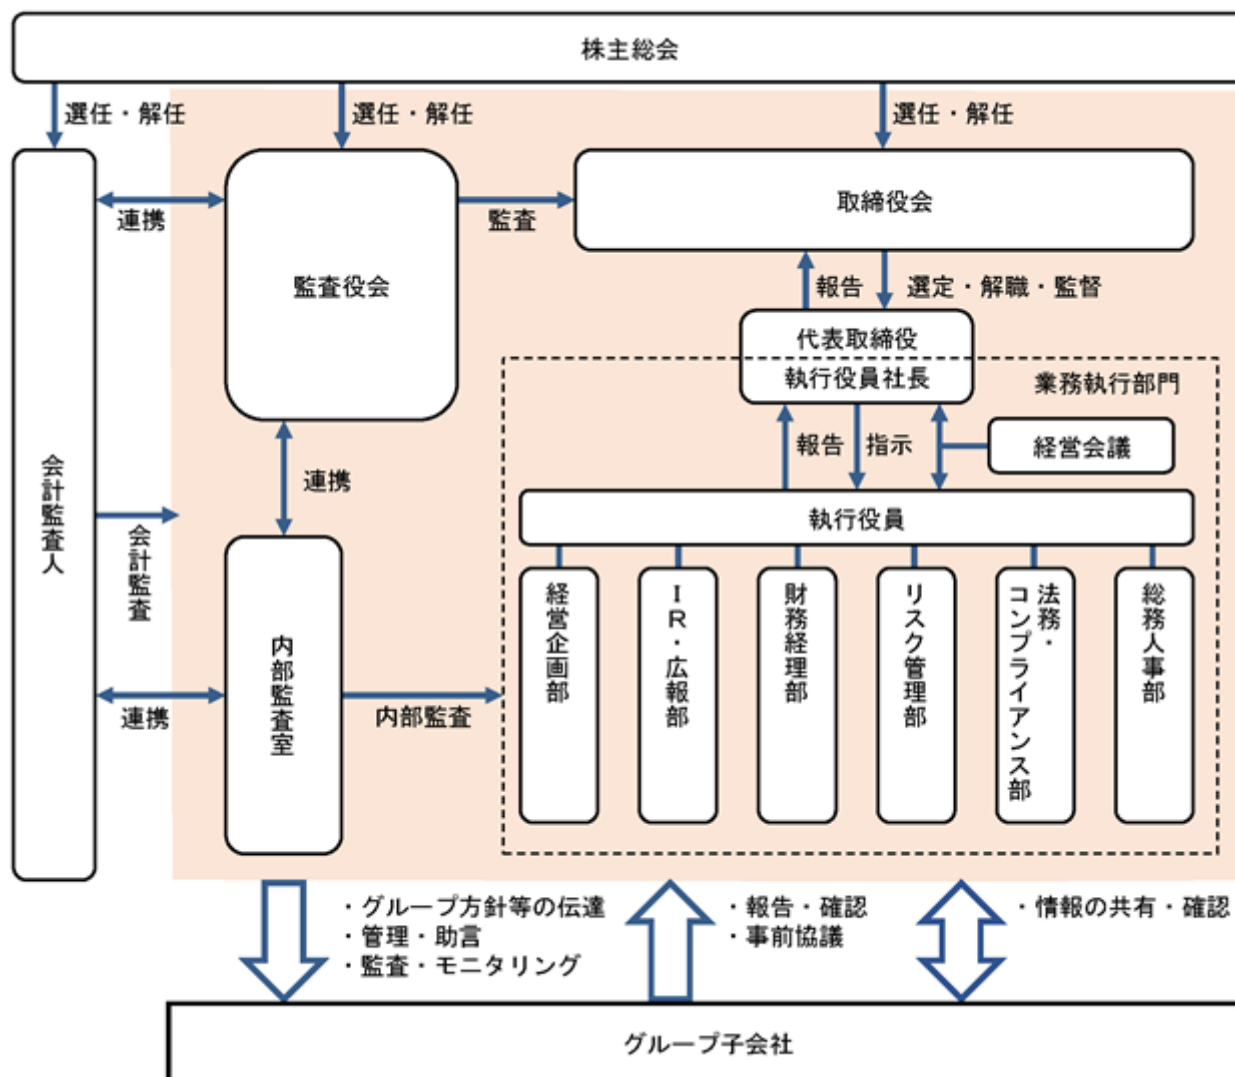 株主総会
選任・解任
選任・解任
選任・解任
連携
監査役会
監査
取締役会
報告
選定・解職・監督
代表取締役
執行役員社長
業務執行部門
経営会議
報告
指示
連携
執行役員
会計監査人
会計監査
内部監査室
連携
内部監査
経営企画部
IR・広報部
財務経理部
リスク管理部
法務・
コンプライアンス部
総務人事部
・グループ方針等の伝達
・管理・助言
・監査・モニタリング
・報告・確認
・事前協議
・情報の共有・確認
グループ子会社